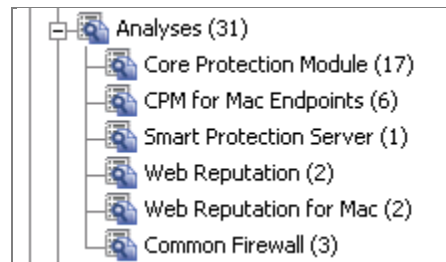 Analyses (31)
Core Protection Module (17)
CPM for Mac Endpoints (6)
Smart Protection Server (1)
Web Reputation (2)
Web Reputation for Mac (2)
Common Firewall (3)